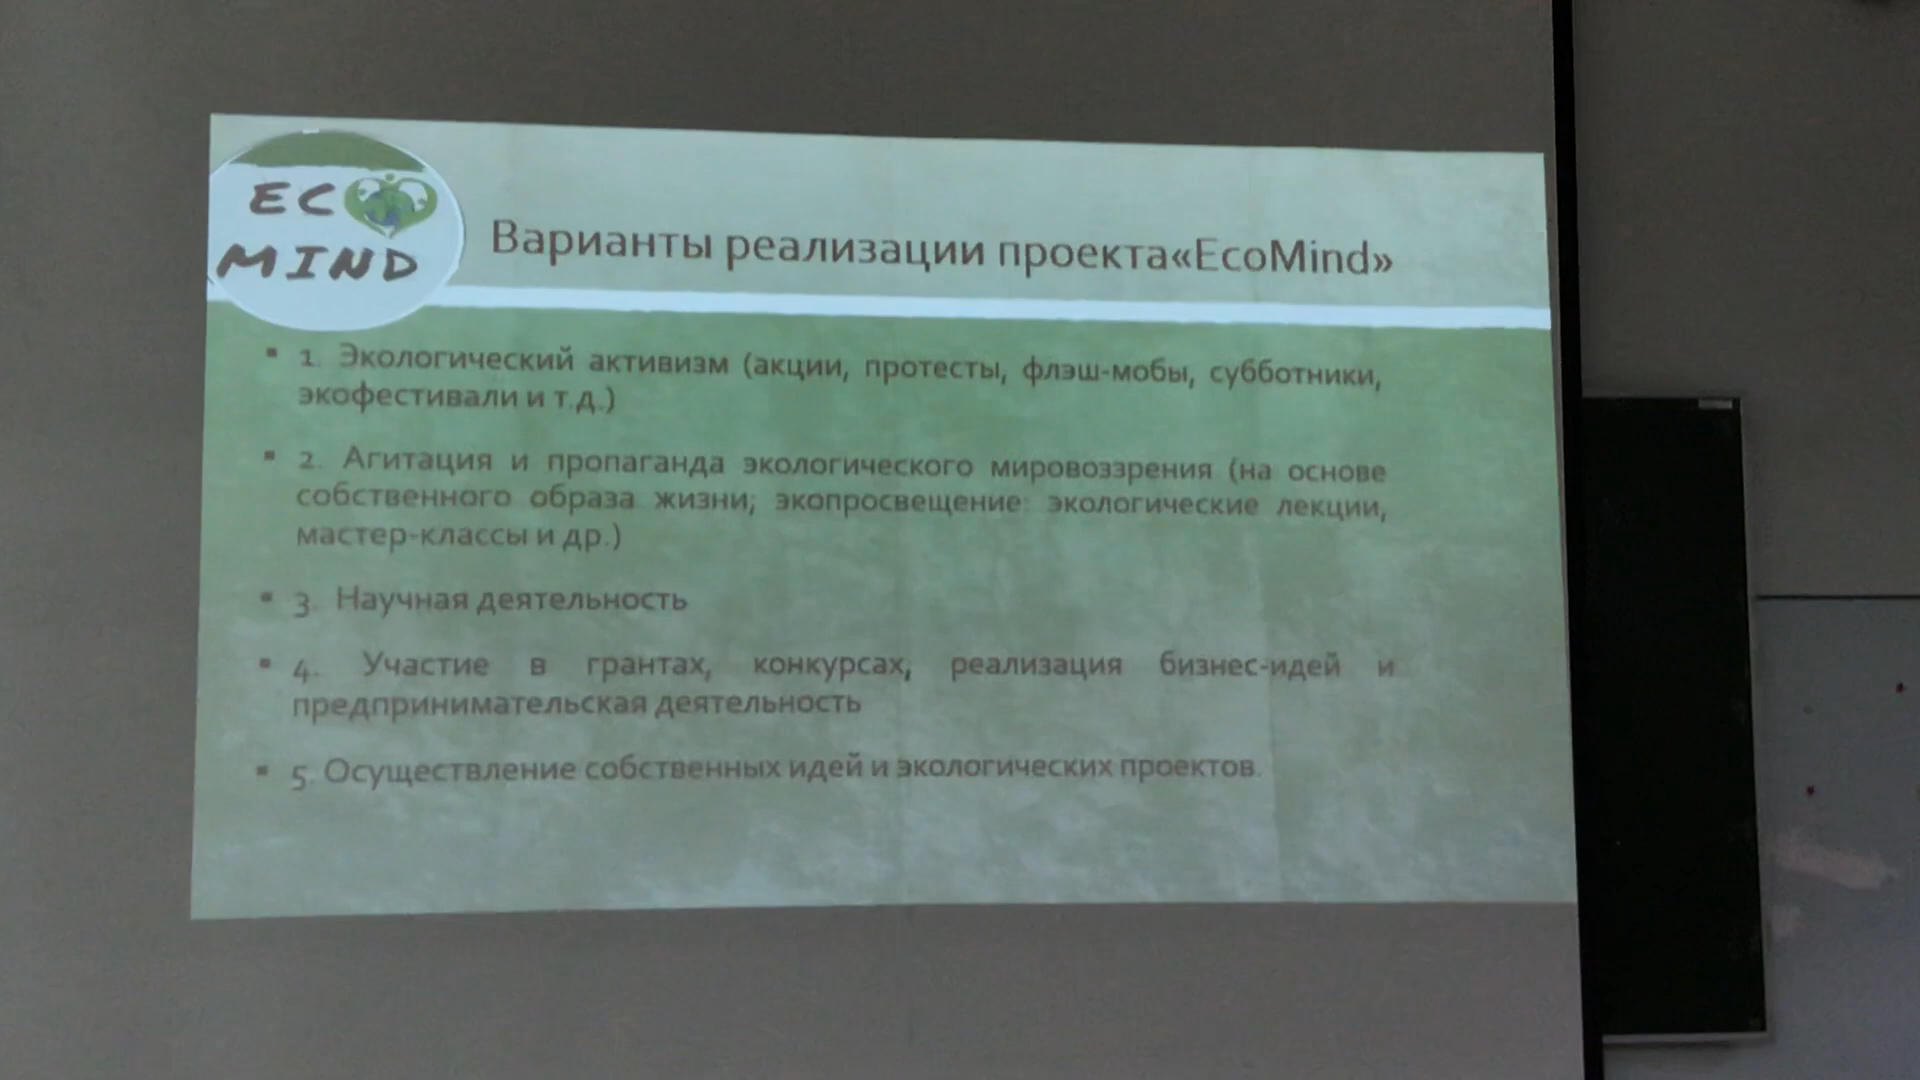 ECO
MIND
Варианты реализации проекта«EcoMind»
▪ 1. Экологический активизм (акции, протесты, флэш-мобы, субботники,
экофестивали и т.д.)
▪ 2. Агитация и пропаганда экологического мировоззрения (на основе
собственного образа жизни; экопросвещение: экологические лекции,
мастер-классы и др.)
▪ 3. Научная деятельность
▪ 4. Участие в грантах, конкурсах, реализация бизнес-идей и
предпринимательская деятельность
▪ 5. Осуществление собственных идей и экологических проектов.